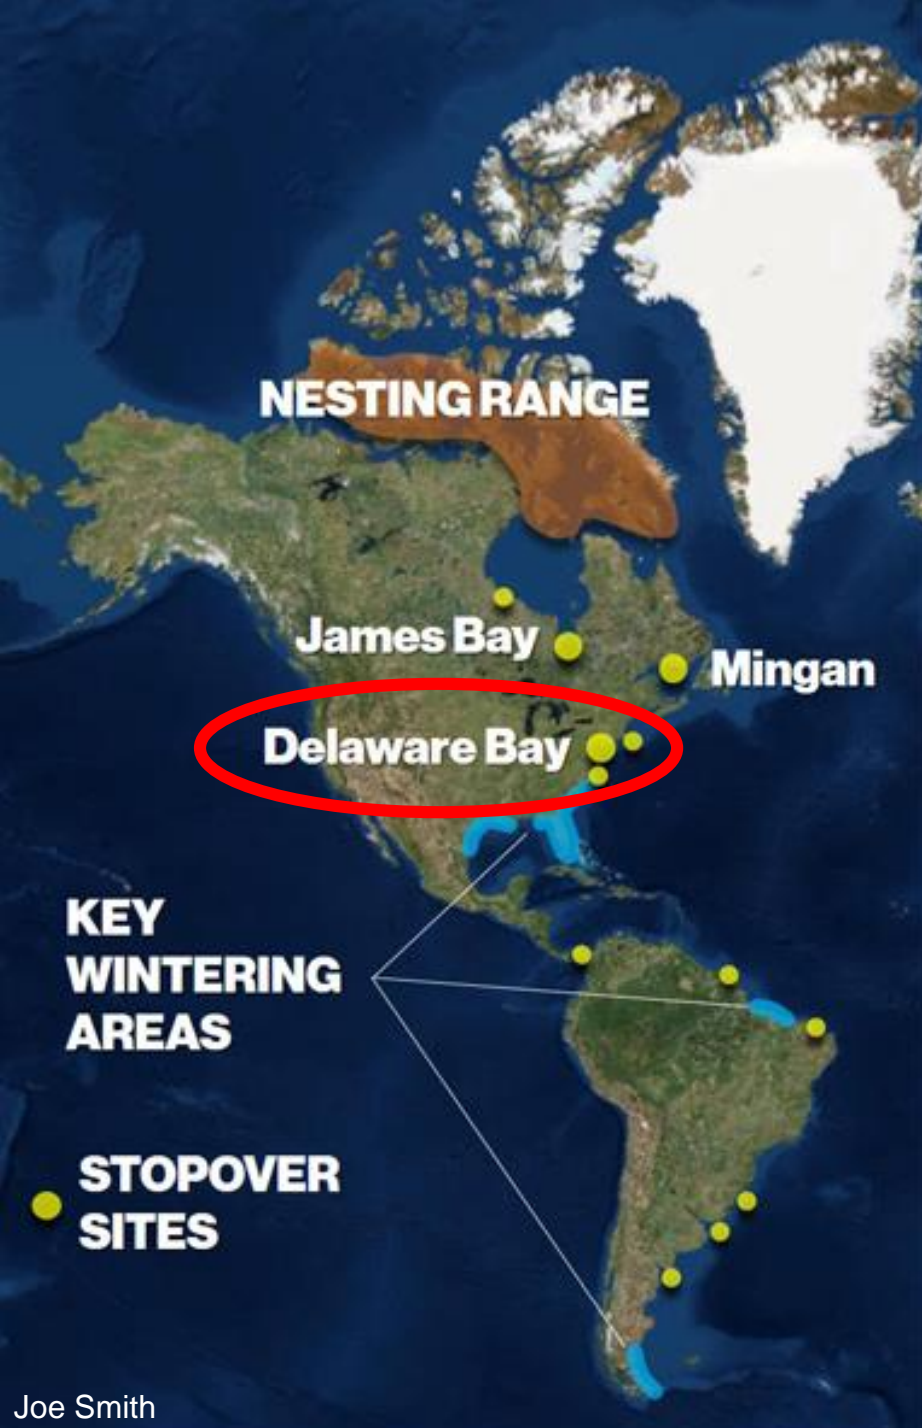 NESTING RANGE
James Bay
Mingan
Delaware Bay
KEY
WINTERING
AREAS
STOPOVER
SITES
Joe Smith